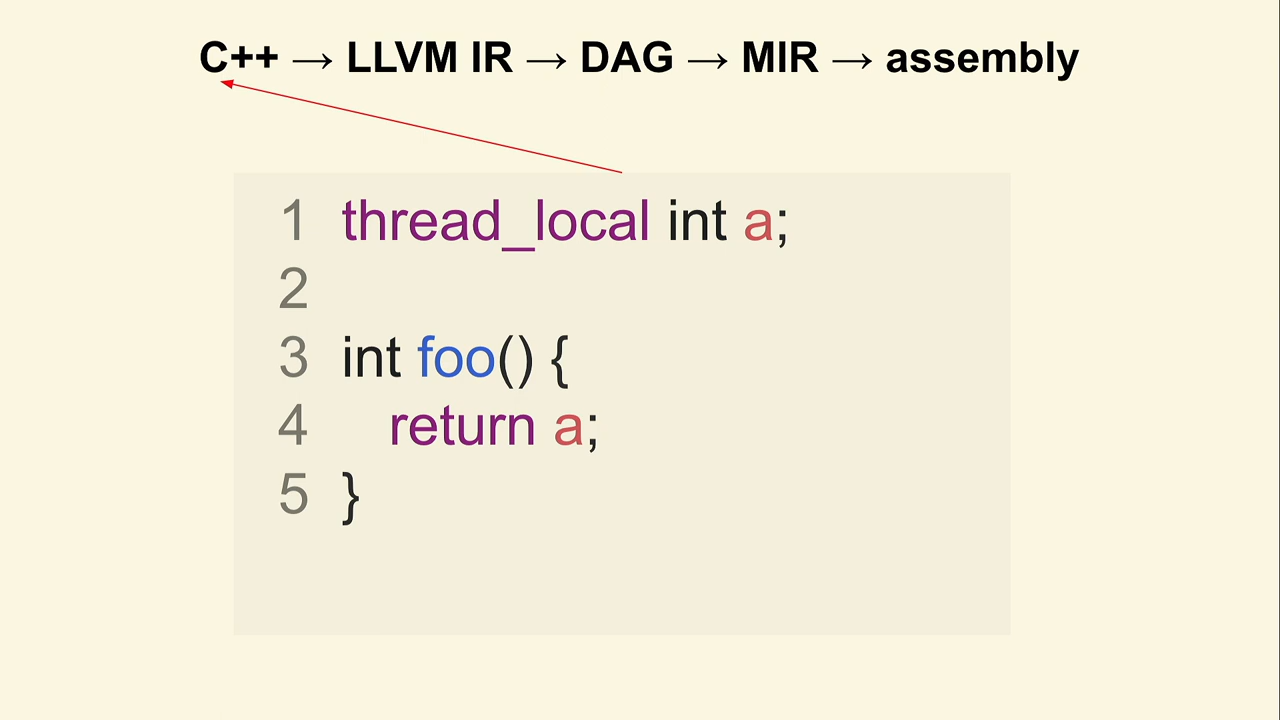 C++ → LLVM IR → DAG → MIR → assembly
1 thread_local int a;
2
3 int foo() {
4 return a;
5 }